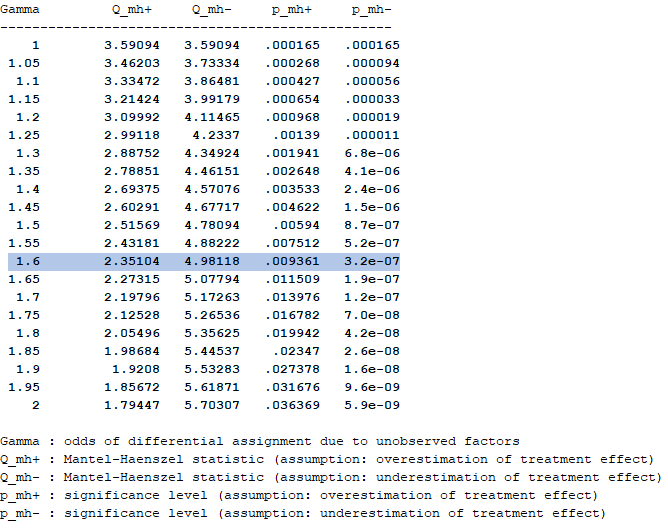 Gamma Q_mh+ Q_mh- p_mh+ p_mh-
-------------------------------------------------
1 3.59094 3.59094 .000165 .000165
1.05 3.46203 3.73334 .000268 .000094
1.1 3.33472 3.86481 .000427 .000056
1.15 3.21424 3.99179 .000654 .000033
1.2 3.09992 4.11465 .000968 .000019
1.25 2.99118 4.2337 .00139 .000011
1.3 2.88752 4.34924 .001941 6.8e-06
1.35 2.78851 4.46151 .002648 4.1e-06
1.4 2.69375 4.57076 .003533 2.4e-06
1.45 2.60291 4.67717 .004622 1.5e-06
1.5 2.51569 4.78094 .00594 8.7e-07
1.55 2.43181 4.88222 .007512 5.2e-07
1.6 2.35104 4.98118 .009361 3.2e-07
1.65 2.27315 5.07794 .011509 1.9e-07
1.7 2.19796 5.17263 .013976 1.2e-07
1.75 2.12528 5.26536 .016782 7.0e-08
1.8 2.05496 5.35625 .019942 4.2e-08
1.85 1.98684 5.44537 .02347 2.6e-08
1.9 1.9208 5.53283 .027378 1.6e-08
1.95 1.85672 5.61871 .031676 9.6e-09
2 1.79447 5.70307 .036369 5.9e-09
Gamma : odds of differential assignment due to unobserved factors
Q_mh+ : Mantel-Haenszel statistic (assumption: overestimation of treatment effect)
Q_mh- : Mantel-Haenszel statistic (assumption: underestimation of treatment effect)
p_mh+ : significance level (assumption: overestimation of treatment effect)
p_mh- : significance level (assumption: underestimation of treatment effect)